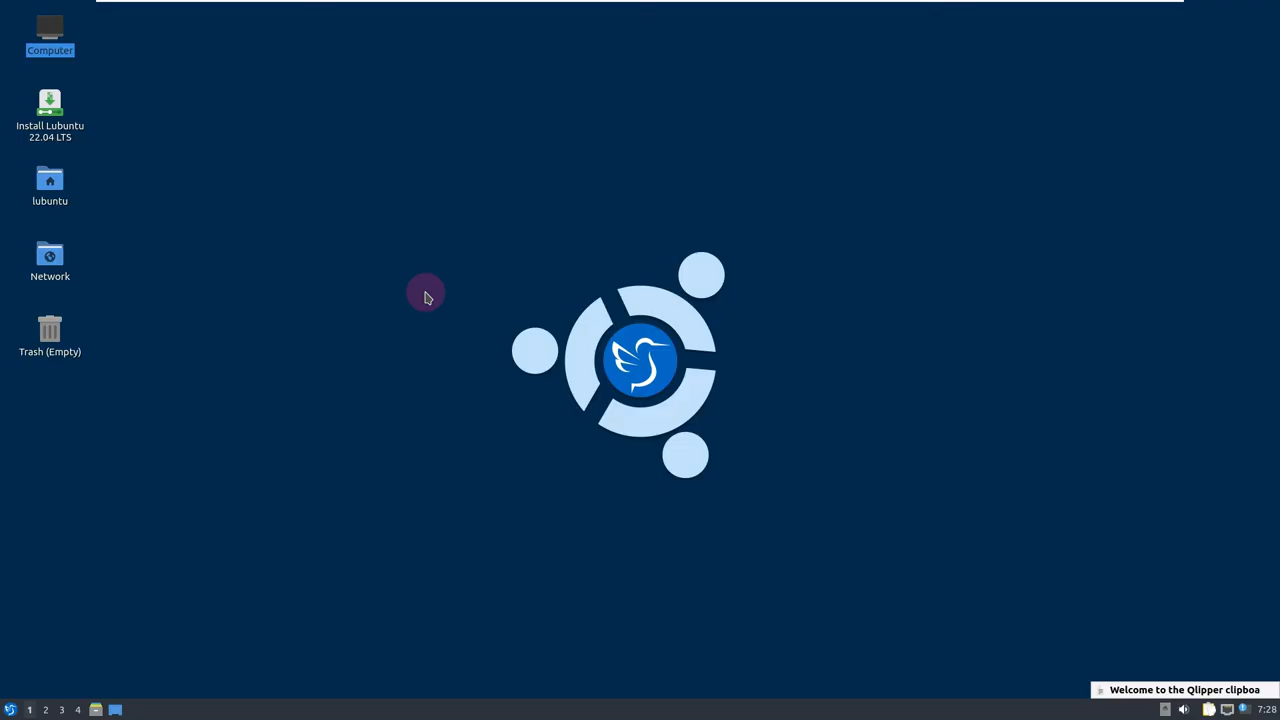 Computer
Install Lubuntu
22.04 LTS
lubuntu
Network
Trash (Empty)
Welcome to the Qlipper clipboa
1 2 3 4
7:28